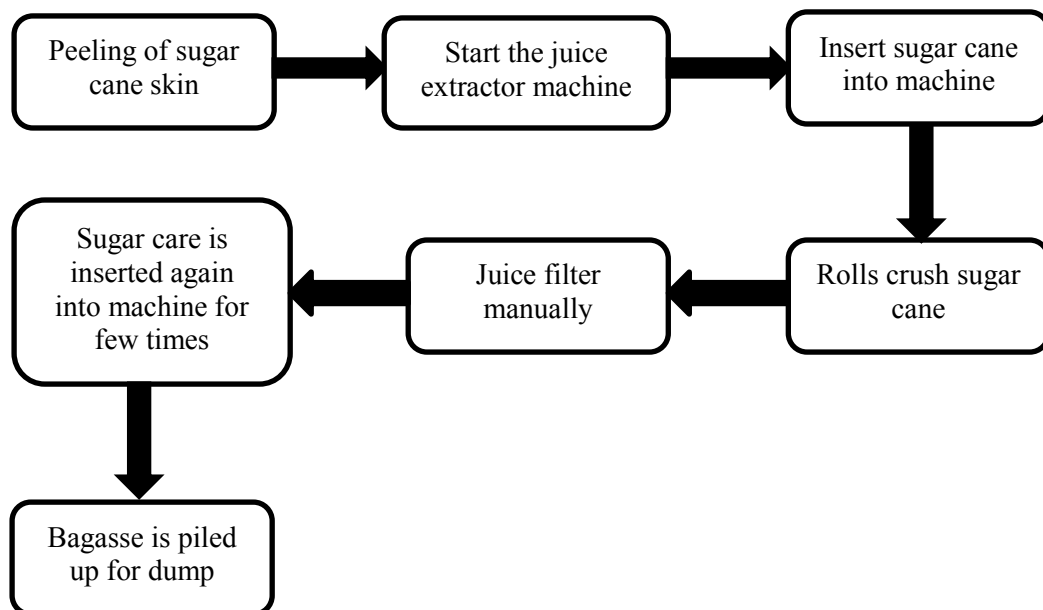 Peeling of sugar
cane skin
Start the juice
extractor machine
Insert sugar cane
into machine
Rolls crush sugar
cane
Juice filter
manually
Sugar care is
inserted again
into machine for
few times
Bagasse is piled
up for dump